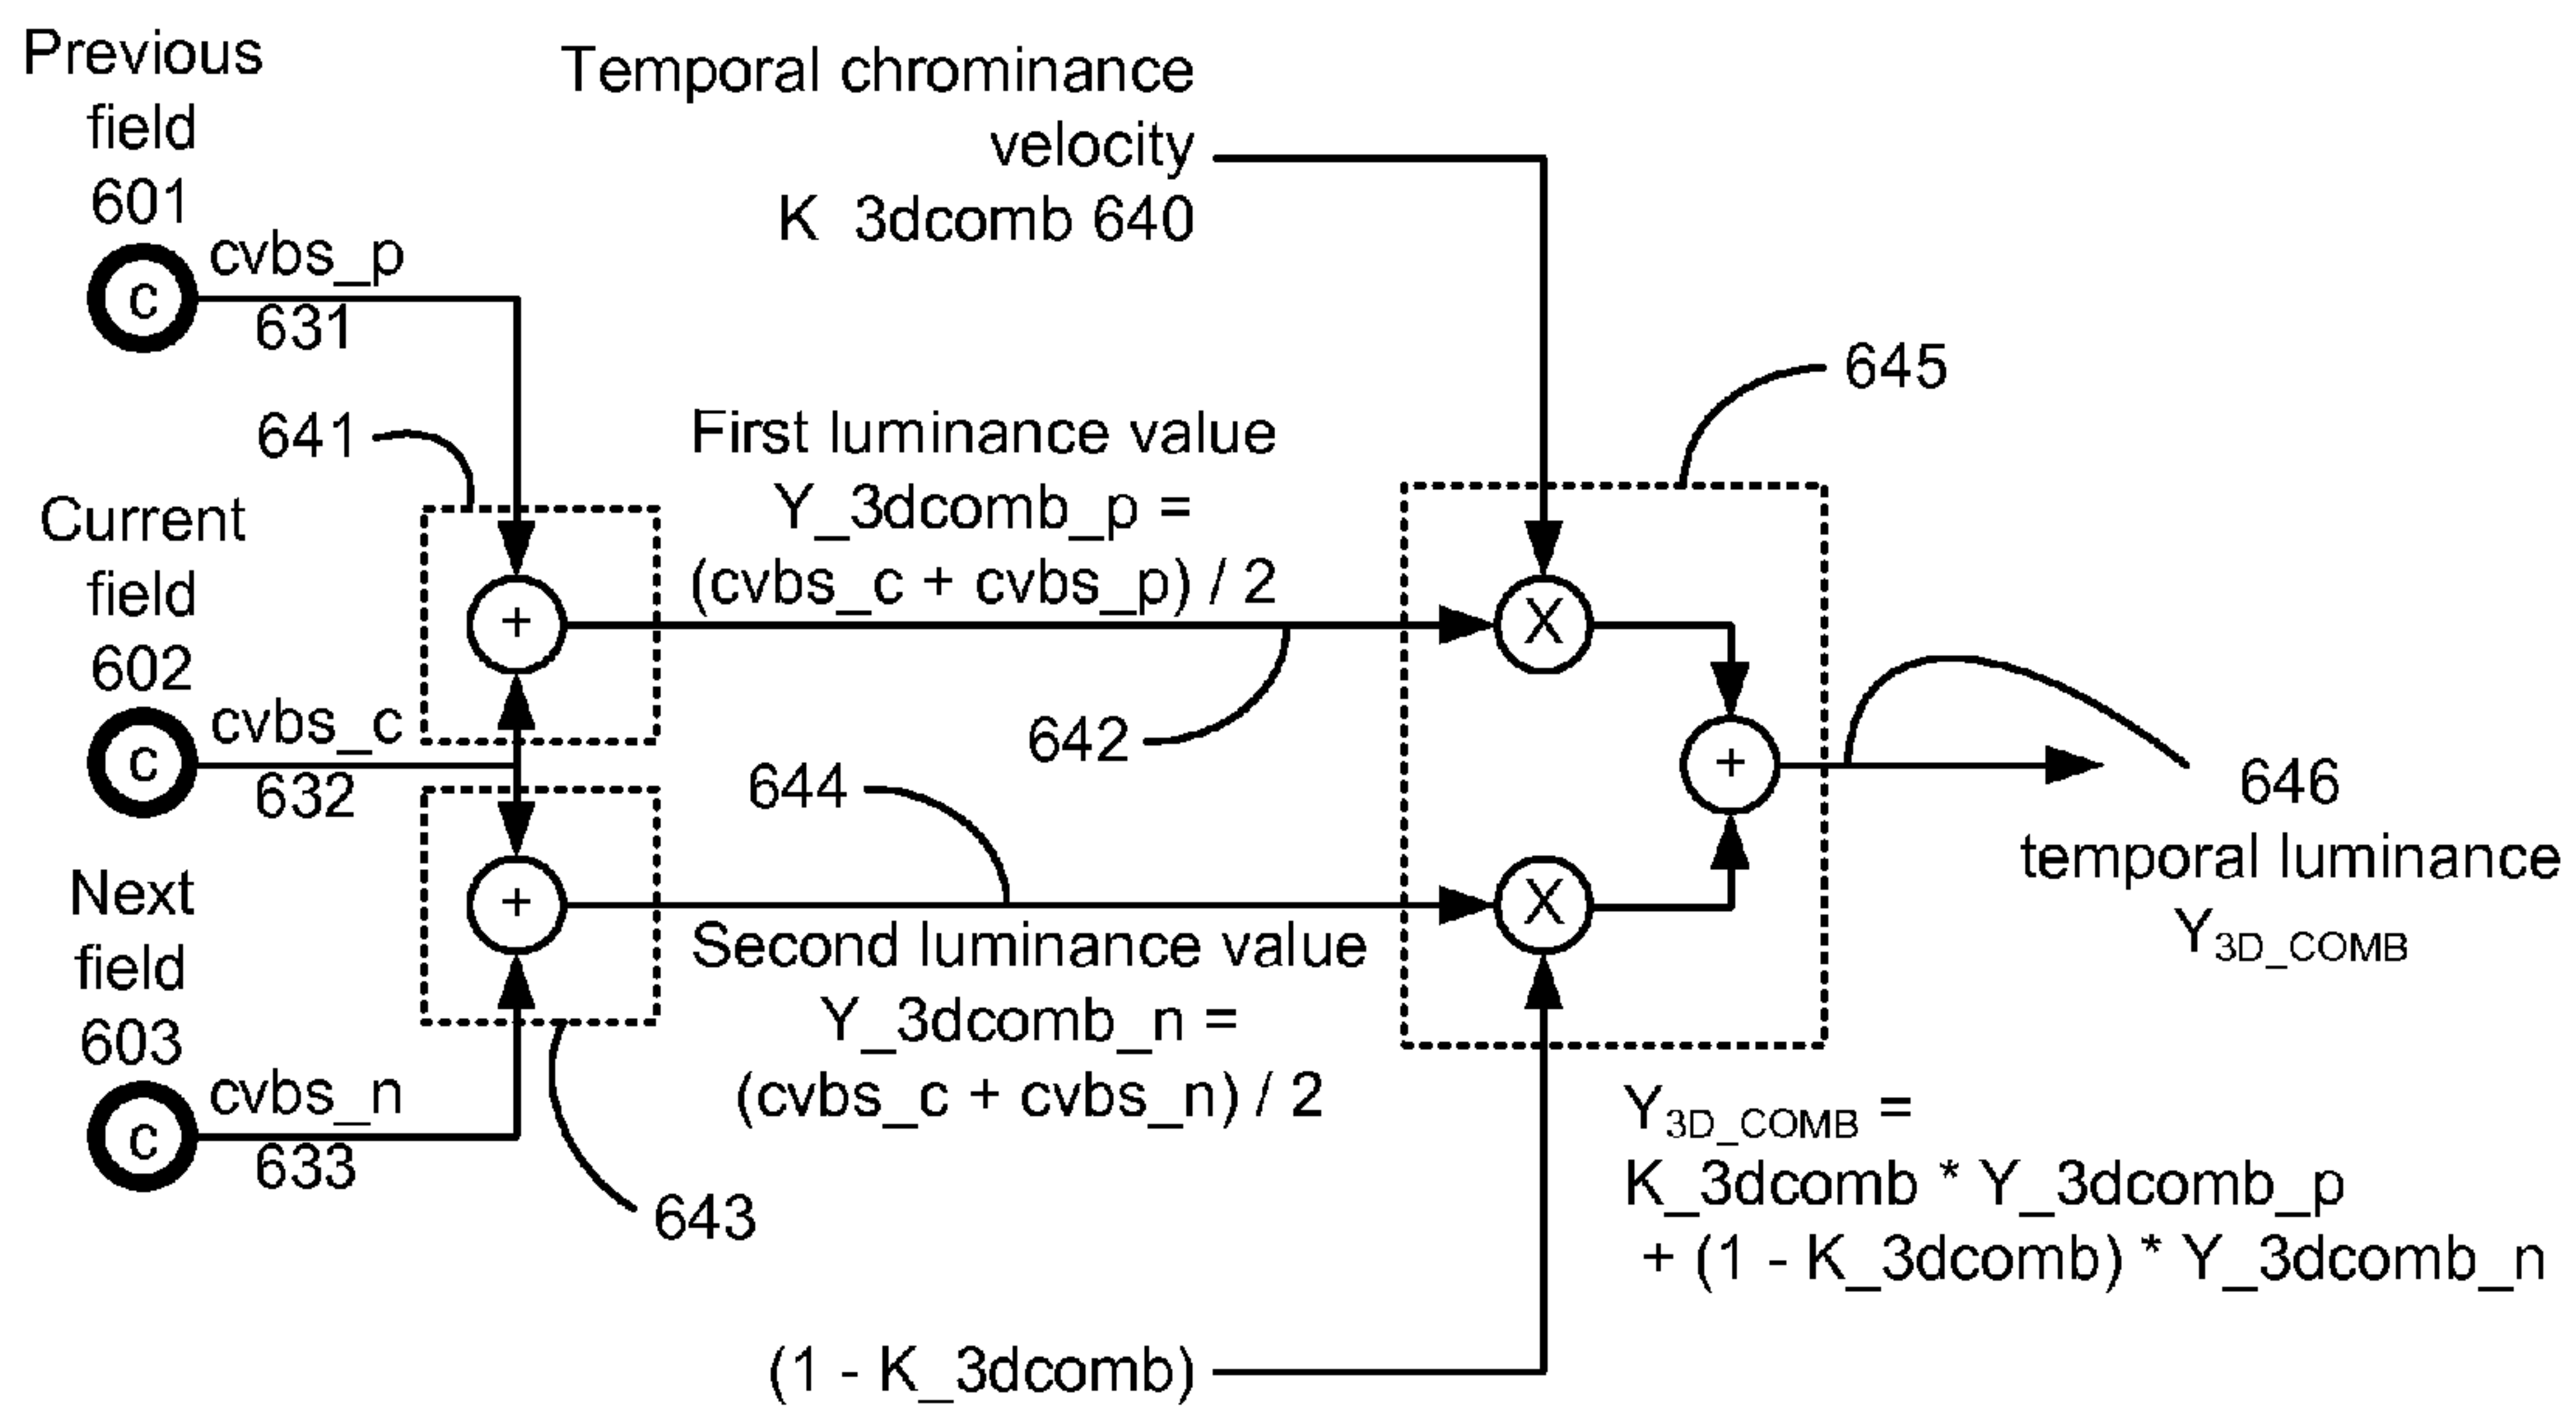 Previous
field
601
c
cvbs_p
631
Temporal chrominance
velocity
K 3dcomb 640
645
641
First luminance value
Y_3dcomb_p =
(cvbs_c + cvbs_p) / 2
Current
field
602
c
cvbs_c
632
+
X
642
644
+
646
temporal luminance
Y3D_COMB
Next
field
603
c
cvbs_n
633
+
X
Second luminance value
Y_3dcomb_n =
(cvbs_c + cvbs_n) / 2
643
Y3D_COMB =
K_3dcomb * Y_3dcomb_p
+ (1 - K_3dcomb) * Y_3dcomb_n
(1 - K_3dcomb)